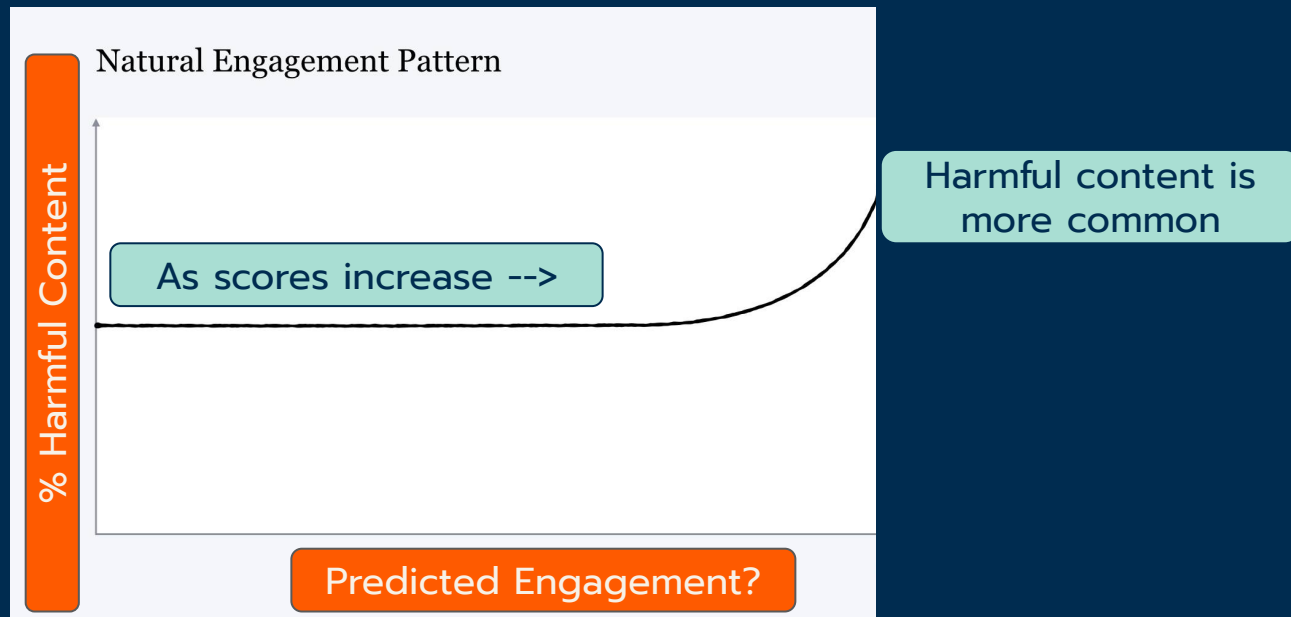 Natural Engagement Pattern
% Harmful Content
As scores increase -->
Harmful content is
more common
Predicted Engagement?